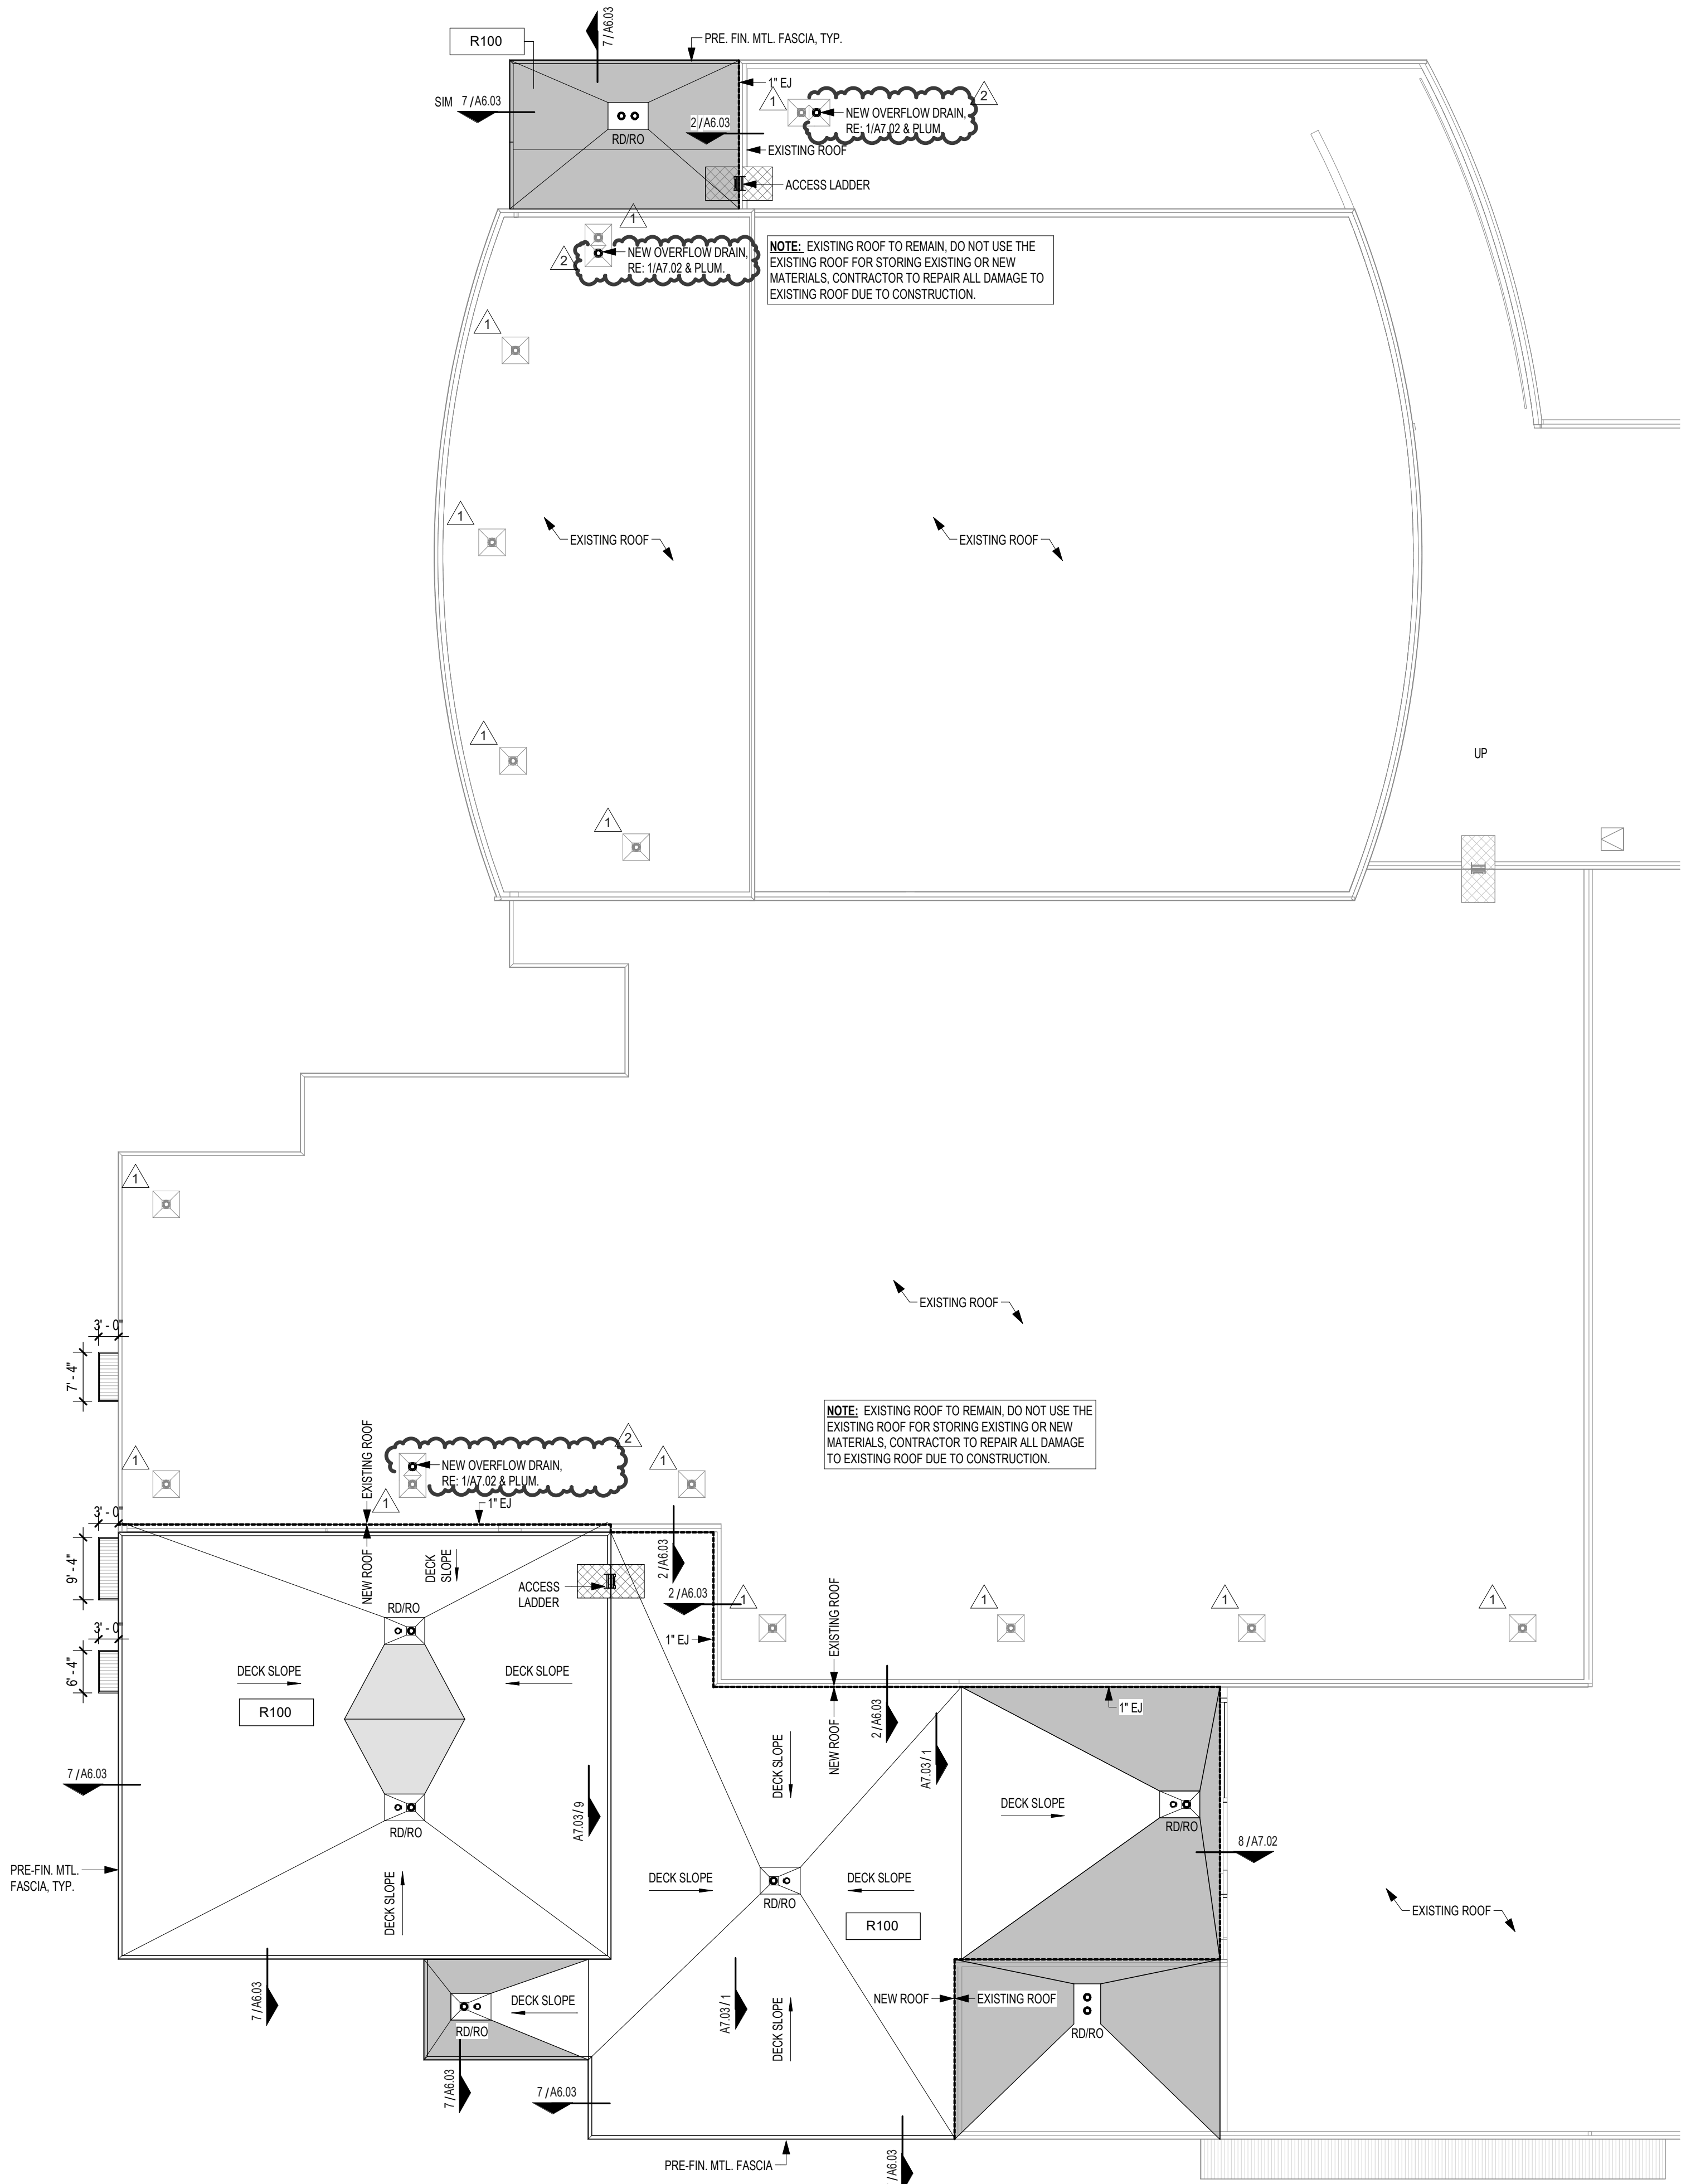 7 / A6.03
R100
PRE. FIN. MTL. FASCIA, TYP.
1" EJ
1
2
SIM 7 / A6.03
NEW OVERFLOW DRAIN,
RE: 1/A7.02 & PLUM.
2 / A6.03
RD/RO
EXISTING ROOF
ACCESS LADDER
1
2
NEW OVERFLOW DRAIN,
RE: 1/A7.02 & PLUM.
NOTE: EXISTING ROOF TO REMAIN, DO NOT USE THE
EXISTING ROOF FOR STORING EXISTING OR NEW
MATERIALS, CONTRACTOR TO REPAIR ALL DAMAGE TO
EXISTING ROOF DUE TO CONSTRUCTION.
1
1
EXISTING ROOF
EXISTING ROOF
1
UP
1
1
EXISTING ROOF
3' - 0"
7' - 4"
NOTE: EXISTING ROOF TO REMAIN, DO NOT USE THE
EXISTING ROOF FOR STORING EXISTING OR NEW
MATERIALS, CONTRACTOR TO REPAIR ALL DAMAGE
TO EXISTING ROOF DUE TO CONSTRUCTION.
1
EXISTING ROOF
2
NEW OVERFLOW DRAIN,
RE: 1/A7.02 & PLUM.
1
1
1" EJ
3' - 0"
9' - 4"
NEW ROOF
DECK
SLOPE
ACCESS
LADDER
2 / A6.03
2 / A6.03
1
1
1
1
RD/RO
3' - 0"
6' - 4"
1" EJ
EXISTING ROOF
DECK SLOPE
DECK SLOPE
R100
2 / A6.03
1" EJ
NEW ROOF
DECK SLOPE
A7.03 / 1
7 / A6.03
A7.03 / 9
DECK SLOPE
RD/RO
RD/RO
8 / A7.02
PRE-FIN. MTL.
FASCIA, TYP.
DECK SLOPE
DECK SLOPE
DECK SLOPE
RD/RO
R100
EXISTING ROOF
7 / A6.03
DECK SLOPE
RD/RO
A7.03 / 1
DECK SLOPE
NEW ROOF
EXISTING ROOF
RD/RO
7 / A6.03
7 / A6.03
PRE-FIN. MTL. FASCIA
/ A6.03